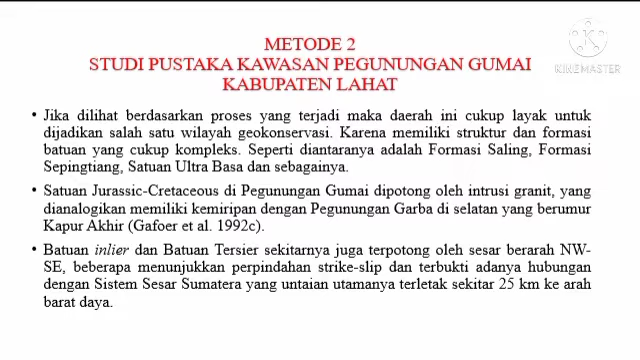 METODE 2
STUDI PUSTAKA KAWASAN PEGUNUNGAN GUMAI
KABUPATEN LAHAT
KINEMASTER
• Jika dilihat berdasarkan proses yang terjadi maka daerah ini cukup layak untuk
dijadikan salah satu wilayah geokonservasi. Karena memiliki struktur dan formasi
batuan yang cukup kompleks. Seperti diantaranya adalah Formasi Saling, Formasi
Sepingtiang, Satuan Ultra Basa dan sebagainya.
• Satuan Jurassic-Cretaceous di Pegunungan Gumai dipotong oleh intrusi granit, yang
dianalogikan memiliki kemiripan dengan Pegunungan Garba di selatan yang berumur
Kapur Akhir (Gafoer et al. 1992c).
• Batuan inlier dan Batuan Tersier sekitarnya juga terpotong oleh sesar berarah NW-
SE, beberapa menunjukkan perpindahan strike-slip dan terbukti adanya hubungan
dengan Sistem Sesar Sumatera yang untaian utamanya terletak sekitar 25 km ke arah
barat daya.